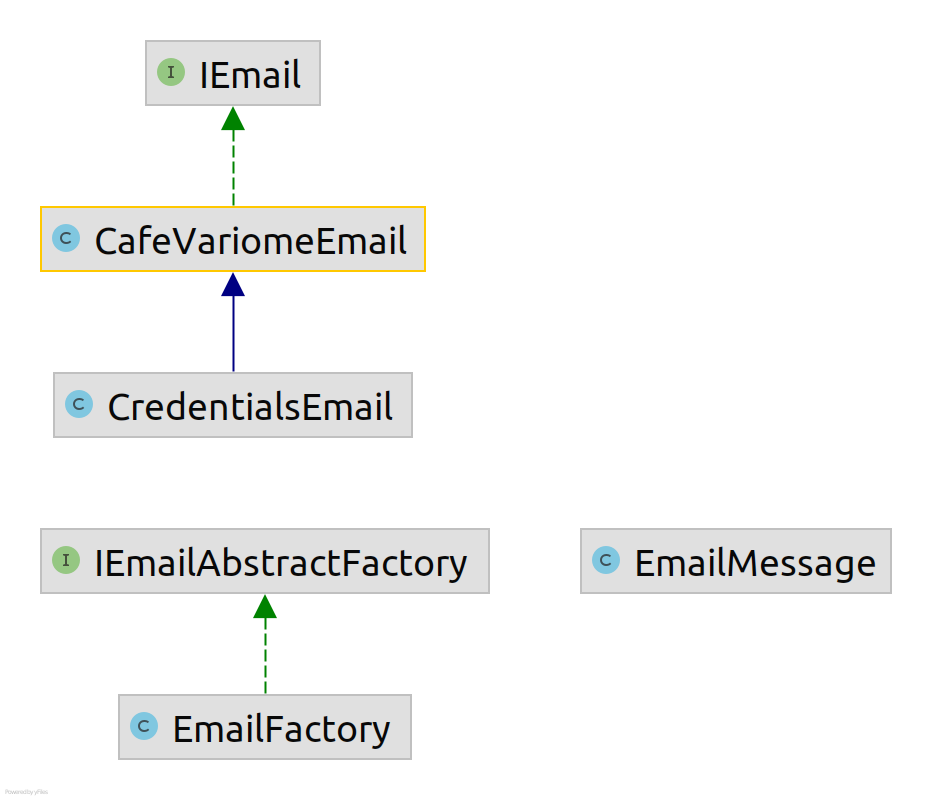 I IEmail
C CafeVariomeEmail
C CredentialsEmail
I IEmailAbstractFactory
C EmailMessage
C EmailFactory
Powered by yFiles